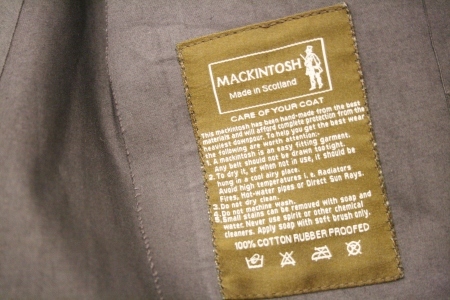 MACKINTOSH
Made in Scotland
CARE OF YOUR COAT
This mackintosh has been hand-made from the best
materials and will afford complete protection from the
heaviest downpour. To help you get the best wear
the following are worth attention:-
1. A mackintosh is an easy fitting garment.
Any belt should not be drawn too tight.
2. To dry it, or when not in use, it should be
hung in a cool airy place.
Avoid high temperatures i.e. Radiators
Fires, Hot-water pipes or Direct Sun Rays.
3. Do not dry clean.
4. Do not machine wash.
5. Small stains can be removed with soap and
water. Never use spirit or other chemical
cleaners. Apply soap with soft brush only.
100% COTTON RUBBER PROOFED